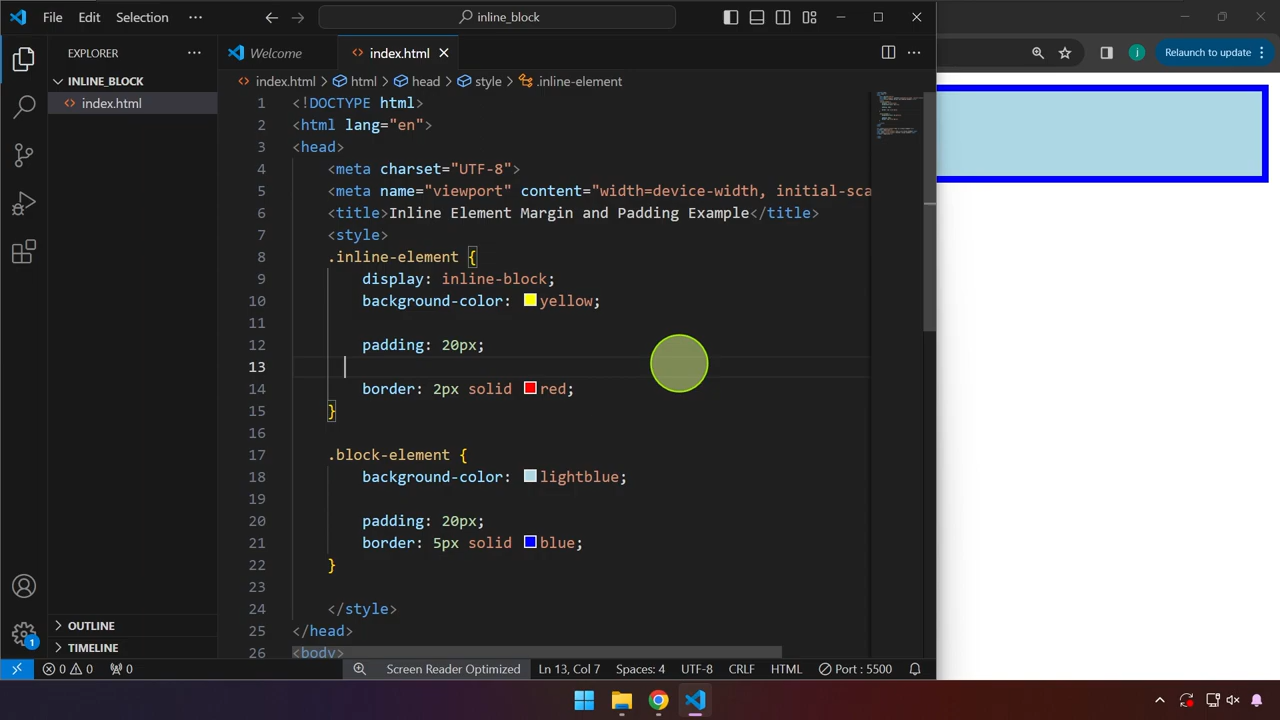 File Edit Selection ··· inline_block
EXPLORER ···
INLINE_BLOCK
index.html
Welcome index.html
index.html > html > head > style > .inline-element
1 <!DOCTYPE html>
2 <html lang="en">
3 <head>
4 <meta charset="UTF-8">
5 <meta name="viewport" content="width=device-width, initial-sca
6 <title>Inline Element Margin and Padding Example</title>
7 <style>
8 .inline-element {
9 display: inline-block;
10 background-color: yellow;
11
12 padding: 20px;
13
14 border: 2px solid red;
15 }
16
17 .block-element {
18 background-color: lightblue;
19
20 padding: 20px;
21 border: 5px solid blue;
22 }
23
24 </style>
25 </head>
26 <body>
OUTLINE
TIMELINE
1
0 0 0 Screen Reader Optimized Ln 13, Col 7 Spaces: 4 UTF-8 CRLF HTML Port : 5500
j Relaunch to update